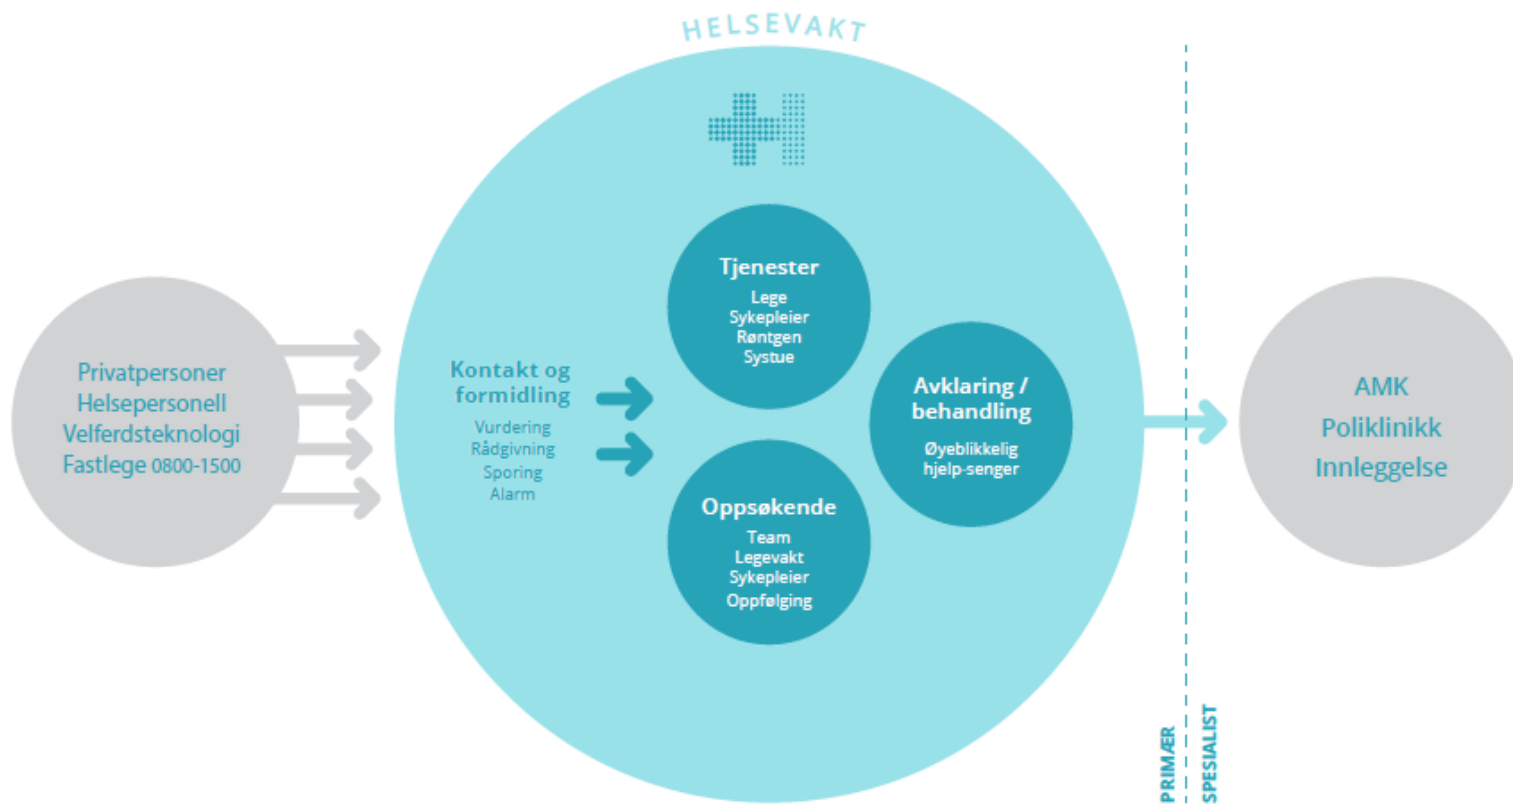 HELSEVAKT
Privatpersoner
Helsepersonell
Velferdsteknologi
Fastlege 0800-1500
Kontakt og
formidling
Vurdering
Rådgivning
Sporing
Alarm
Tjenester
Lege
Sykepleier
Røntgen
Systue
Oppsøkende
Team
Legevakt
Sykepleier
Oppfølging
Avklaring /
behandling
Øyeblikkelig
hjelp-senger
PRIMÆR
SPESIALIST
AMK
Poliklinikk
Innleggelse